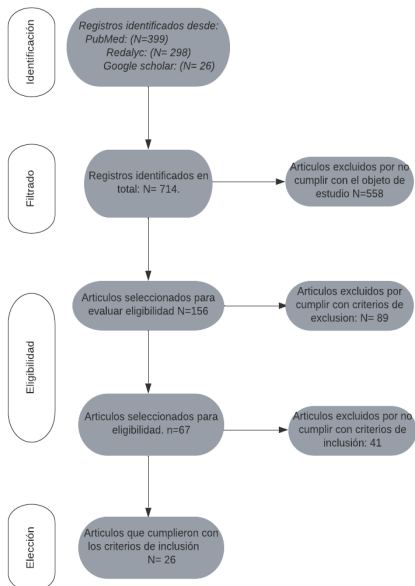 Identificación
Registros identificados desde:
PubMed: (N=399)
Redalyc: (N= 298)
Google scholar: (N= 26)
Filtrado
Registros identificados en
total: N= 714.
Articulos excluidos por no
cumplir con el objeto de
estudio N=558
Eligibilidad
Articulos seleccionados para
evaluar eligibilidad N=156
Articulos excluidos por
cumplir con criterios de
exclusion: N= 89
Articulos seleccionados para
eligibilidad. n=67
Articulos excluidos por no
cumplir con criterios de
inclusión: 41
Elección
Articulos que cumplieron con
los criterios de inclusión
N= 26